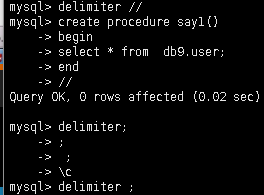 mysql> delimiter //
mysql> create procedure say1()
    -> begin
    -> select * from  db9.user;
    -> end
    -> //
Query OK, 0 rows affected (0.02 sec)

mysql> delimiter;
    -> ;
    ->  ;
    -> \c
mysql> delimiter ;